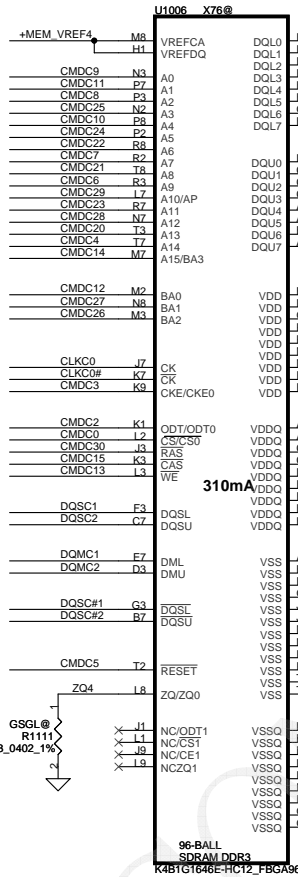 U1006 X76@
+MEM_VREF4 M8 VREFCA DQL0
H1 VREFDQ DQL1
DQL2
CMDC9 N3 A0 DQL3
CMDC11 P7 A1 DQL4
CMDC8 P3 A2 DQL5
CMDC25 N2 A3 DQL6
CMDC10 P8 A4 DQL7
CMDC24 P2 A5
CMDC22 R8 A6
CMDC7 R2 A7 DQU0
CMDC21 T8 A8 DQU1
CMDC6 R3 A9 DQU2
CMDC29 L7 A10/AP DQU3
CMDC23 R7 A11 DQU4
CMDC28 N7 A12 DQU5
CMDC20 T3 A13 DQU6
CMDC4 T7 A14 DQU7
CMDC14 M7 A15/BA3
CMDC12 M2 BA0 VDD
CMDC27 N8 BA1 VDD
CMDC26 M3 BA2 VDD
VDD
VDD
VDD
CLKC0 J7 CK VDD
CLKC0# K7 CK VDD
CMDC3 K9 CKE/CKE0 VDD
CMDC2 K1 ODT/ODT0 VDDQ
CMDC0 L2 CS/CS0 VDDQ
CMDC30 J3 RAS VDDQ
CMDC15 K3 CAS VDDQ
CMDC13 L3 WE VDDQ
310mA VDDQ
VDDQ
DQSC1 F3 DQSL VDDQ
DQSC2 C7 DQSU VDDQ
DQMC1 E7 DML VSS
DQMC2 D3 DMU VSS
VSS
VSS
DQSC#1 G3 DQSL VSS
DQSC#2 B7 DQSU VSS
VSS
VSS
VSS
CMDC5 T2 RESET VSS
VSS
ZQ4 L8 ZQ/ZQ0 VSS
1
GSGL@
R1111
_0402_1%
2
J1 NC/ODT1 VSSQ
L1 NC/CS1 VSSQ
J9 NC/CE1 VSSQ
L9 NCZQ1 VSSQ
VSSQ
VSSQ
VSSQ
VSSQ
VSSQ
96-BALL
SDRAM DDR3
K4B1G1646E-HC12_FBGA96